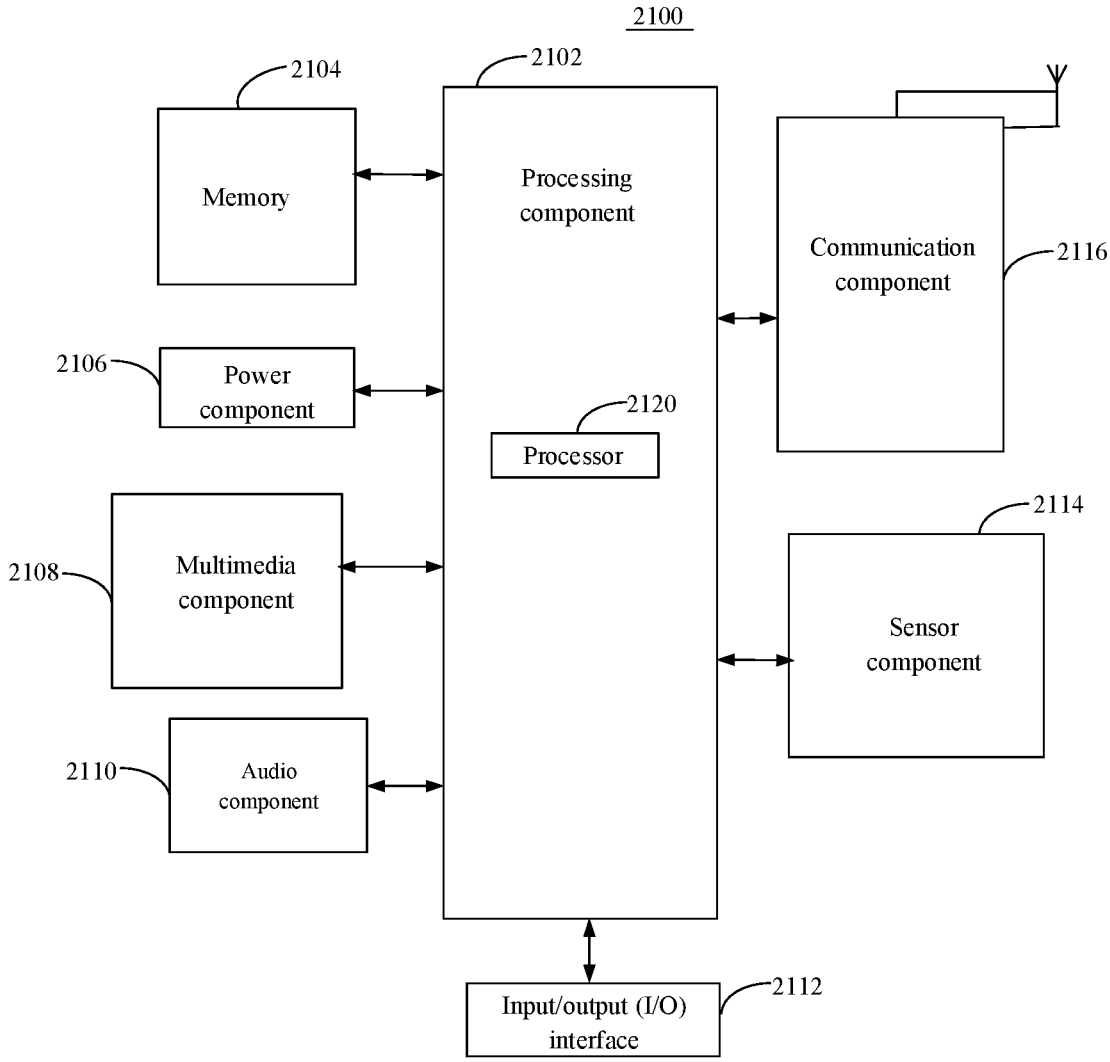 2100
2104
2102
Memory
Processing
component
Communication
component
2116
2106
Power
component
2120
Processor
2114
2108
Multimedia
component
Sensor
component
2110
Audio
component
2112
Input/output (I/O)
interface